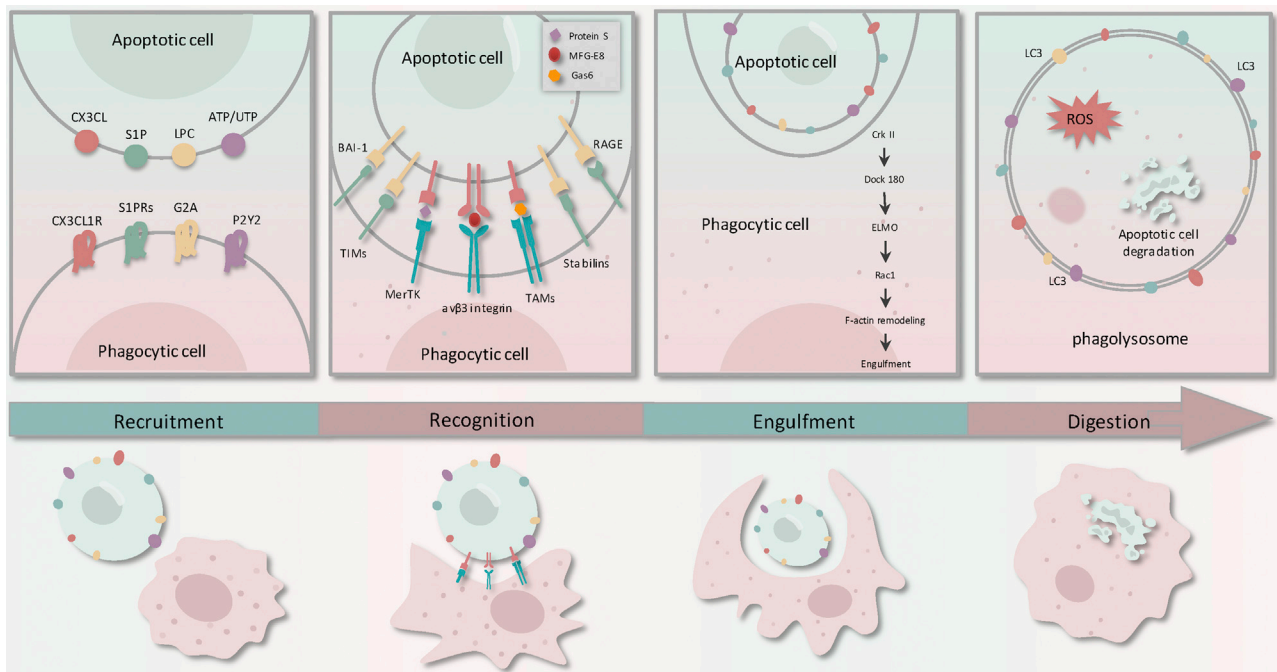 Apoptotic cell
CX3CL
S1P
LPC
ATP/UTP
CX3CL1R
S1PRs
G2A
P2Y2
Phagocytic cell
Protein S
MFG-E8
Gas6
Apoptotic cell
BAI-1
RAGE
TIMs
Stabilins
MerTK
TAMs
avβ3 integrin
Phagocytic cell
Apoptotic cell
Crk II
Dock 180
Phagocytic cell
ELMO
Rac1
F-actin remodeling
Engulfment
LC3
LC3
ROS
Apoptotic cell
degradation
LC3
phagolysosome
Recruitment
Recognition
Engulfment
Digestion